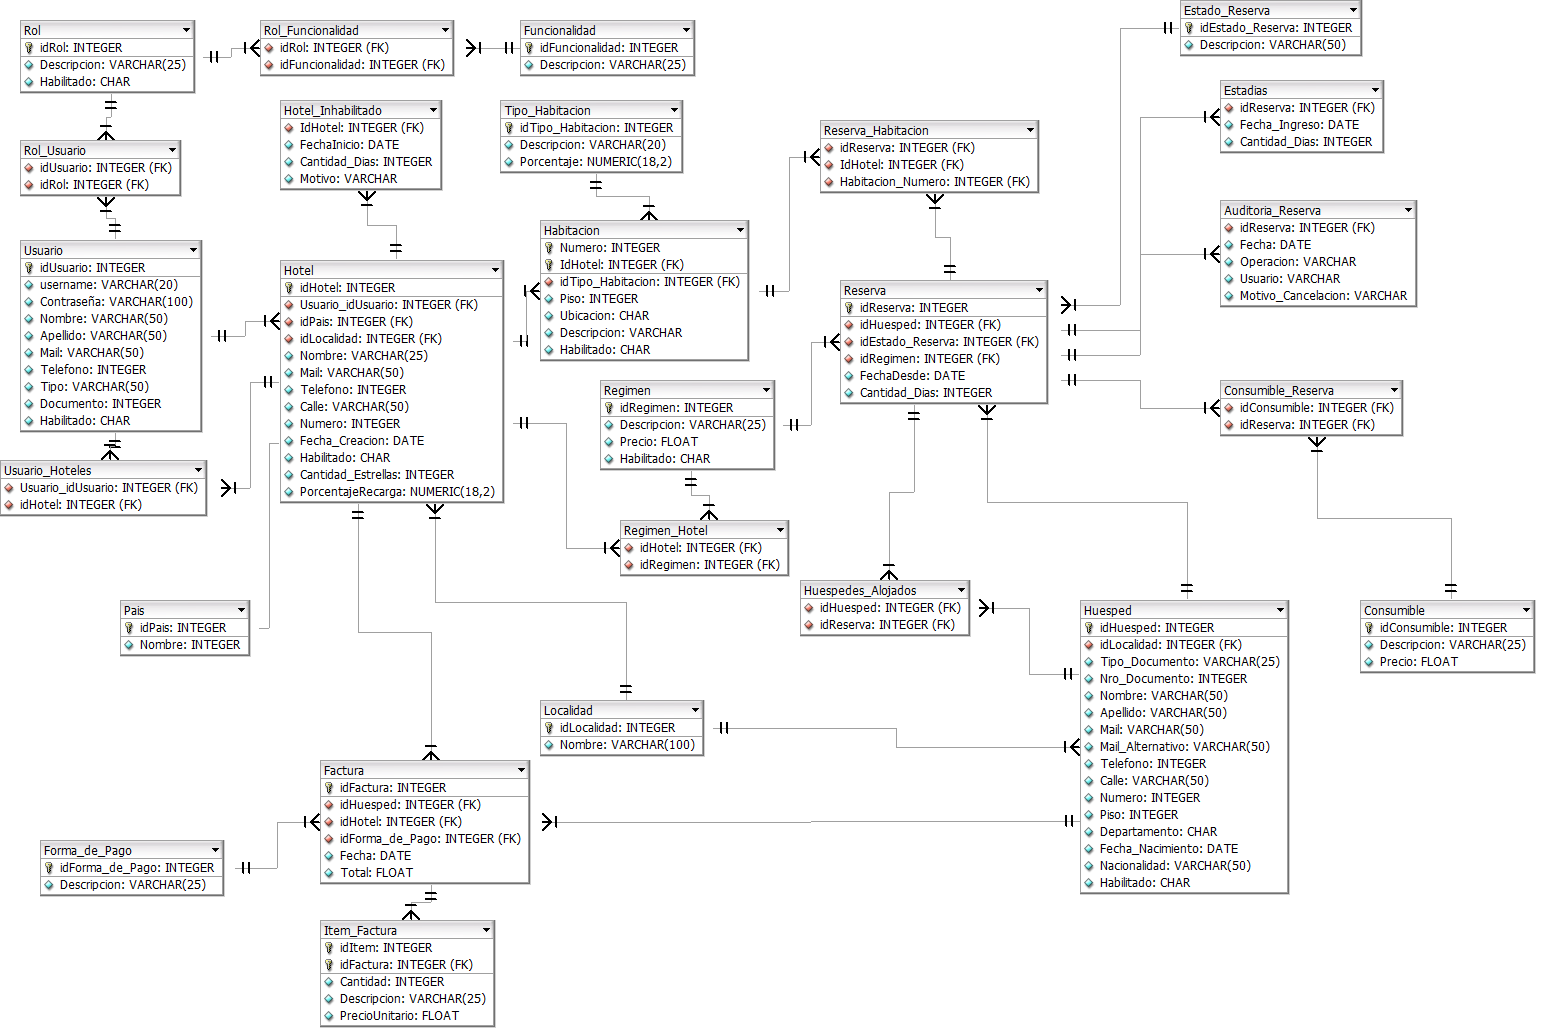 Rol
idRol: INTEGER
Descripcion: VARCHAR(25)
Habilitado: CHAR
Rol_Funcionalidad
idRol: INTEGER (FK)
idFuncionalidad: INTEGER (FK)
Funcionalidad
idFuncionalidad: INTEGER
Descripcion: VARCHAR(25)
Estado_Reserva
idEstado_Reserva: INTEGER
Descripcion: VARCHAR(50)
Rol_Usuario
idUsuario: INTEGER (FK)
idRol: INTEGER (FK)
Hotel_Inhabilitado
IdHotel: INTEGER (FK)
FechaInicio: DATE
Cantidad_Dias: INTEGER
Motivo: VARCHAR
Tipo_Habitacion
idTipo_Habitacion: INTEGER
Descripcion: VARCHAR(20)
Porcentaje: NUMERIC(18,2)
Reserva_Habitacion
idReserva: INTEGER (FK)
IdHotel: INTEGER (FK)
Habitacion_Numero: INTEGER (FK)
Estadias
idReserva: INTEGER (FK)
Fecha_Ingreso: DATE
Cantidad_Dias: INTEGER
Auditoria_Reserva
idReserva: INTEGER (FK)
Fecha: DATE
Operacion: VARCHAR
Usuario: VARCHAR
Motivo_Cancelacion: VARCHAR
Usuario
idUsuario: INTEGER
username: VARCHAR(20)
Contraseña: VARCHAR(100)
Nombre: VARCHAR(50)
Apellido: VARCHAR(50)
Mail: VARCHAR(50)
Telefono: INTEGER
Tipo: VARCHAR(50)
Documento: INTEGER
Habilitado: CHAR
Hotel
idHotel: INTEGER
Usuario_idUsuario: INTEGER (FK)
idPais: INTEGER (FK)
idLocalidad: INTEGER (FK)
Nombre: VARCHAR(25)
Mail: VARCHAR(50)
Telefono: INTEGER
Calle: VARCHAR(50)
Numero: INTEGER
Fecha_Creacion: DATE
Habilitado: CHAR
Cantidad_Estrellas: INTEGER
PorcentajeRecarga: NUMERIC(18,2)
Habitacion
Numero: INTEGER
IdHotel: INTEGER (FK)
idTipo_Habitacion: INTEGER (FK)
Piso: INTEGER
Ubicacion: CHAR
Descripcion: VARCHAR
Habilitado: CHAR
Reserva
idReserva: INTEGER
idHuesped: INTEGER (FK)
idEstado_Reserva: INTEGER (FK)
idRegimen: INTEGER (FK)
FechaDesde: DATE
Cantidad_Dias: INTEGER
Regimen
idRegimen: INTEGER
Descripcion: VARCHAR(25)
Precio: FLOAT
Habilitado: CHAR
Consumible_Reserva
idConsumible: INTEGER (FK)
idReserva: INTEGER (FK)
Usuario_Hoteles
Usuario_idUsuario: INTEGER (FK)
idHotel: INTEGER (FK)
Regimen_Hotel
idHotel: INTEGER (FK)
idRegimen: INTEGER (FK)
Huespedes_Alojados
idHuesped: INTEGER (FK)
idReserva: INTEGER (FK)
Pais
idPais: INTEGER
Nombre: INTEGER
Huesped
idHuesped: INTEGER
idLocalidad: INTEGER (FK)
Tipo_Documento: VARCHAR(25)
Nro_Documento: INTEGER
Nombre: VARCHAR(50)
Apellido: VARCHAR(50)
Mail: VARCHAR(50)
Mail_Alternativo: VARCHAR(50)
Telefono: INTEGER
Calle: VARCHAR(50)
Numero: INTEGER
Piso: INTEGER
Departamento: CHAR
Fecha_Nacimiento: DATE
Nacionalidad: VARCHAR(50)
Habilitado: CHAR
Consumible
idConsumible: INTEGER
Descripcion: VARCHAR(25)
Precio: FLOAT
Localidad
idLocalidad: INTEGER
Nombre: VARCHAR(100)
Factura
idFactura: INTEGER
idHuesped: INTEGER (FK)
idHotel: INTEGER (FK)
idForma_de_Pago: INTEGER (FK)
Fecha: DATE
Total: FLOAT
Forma_de_Pago
idForma_de_Pago: INTEGER
Descripcion: VARCHAR(25)
Item_Factura
idItem: INTEGER
idFactura: INTEGER (FK)
Cantidad: INTEGER
Descripcion: VARCHAR(25)
PrecioUnitario: FLOAT